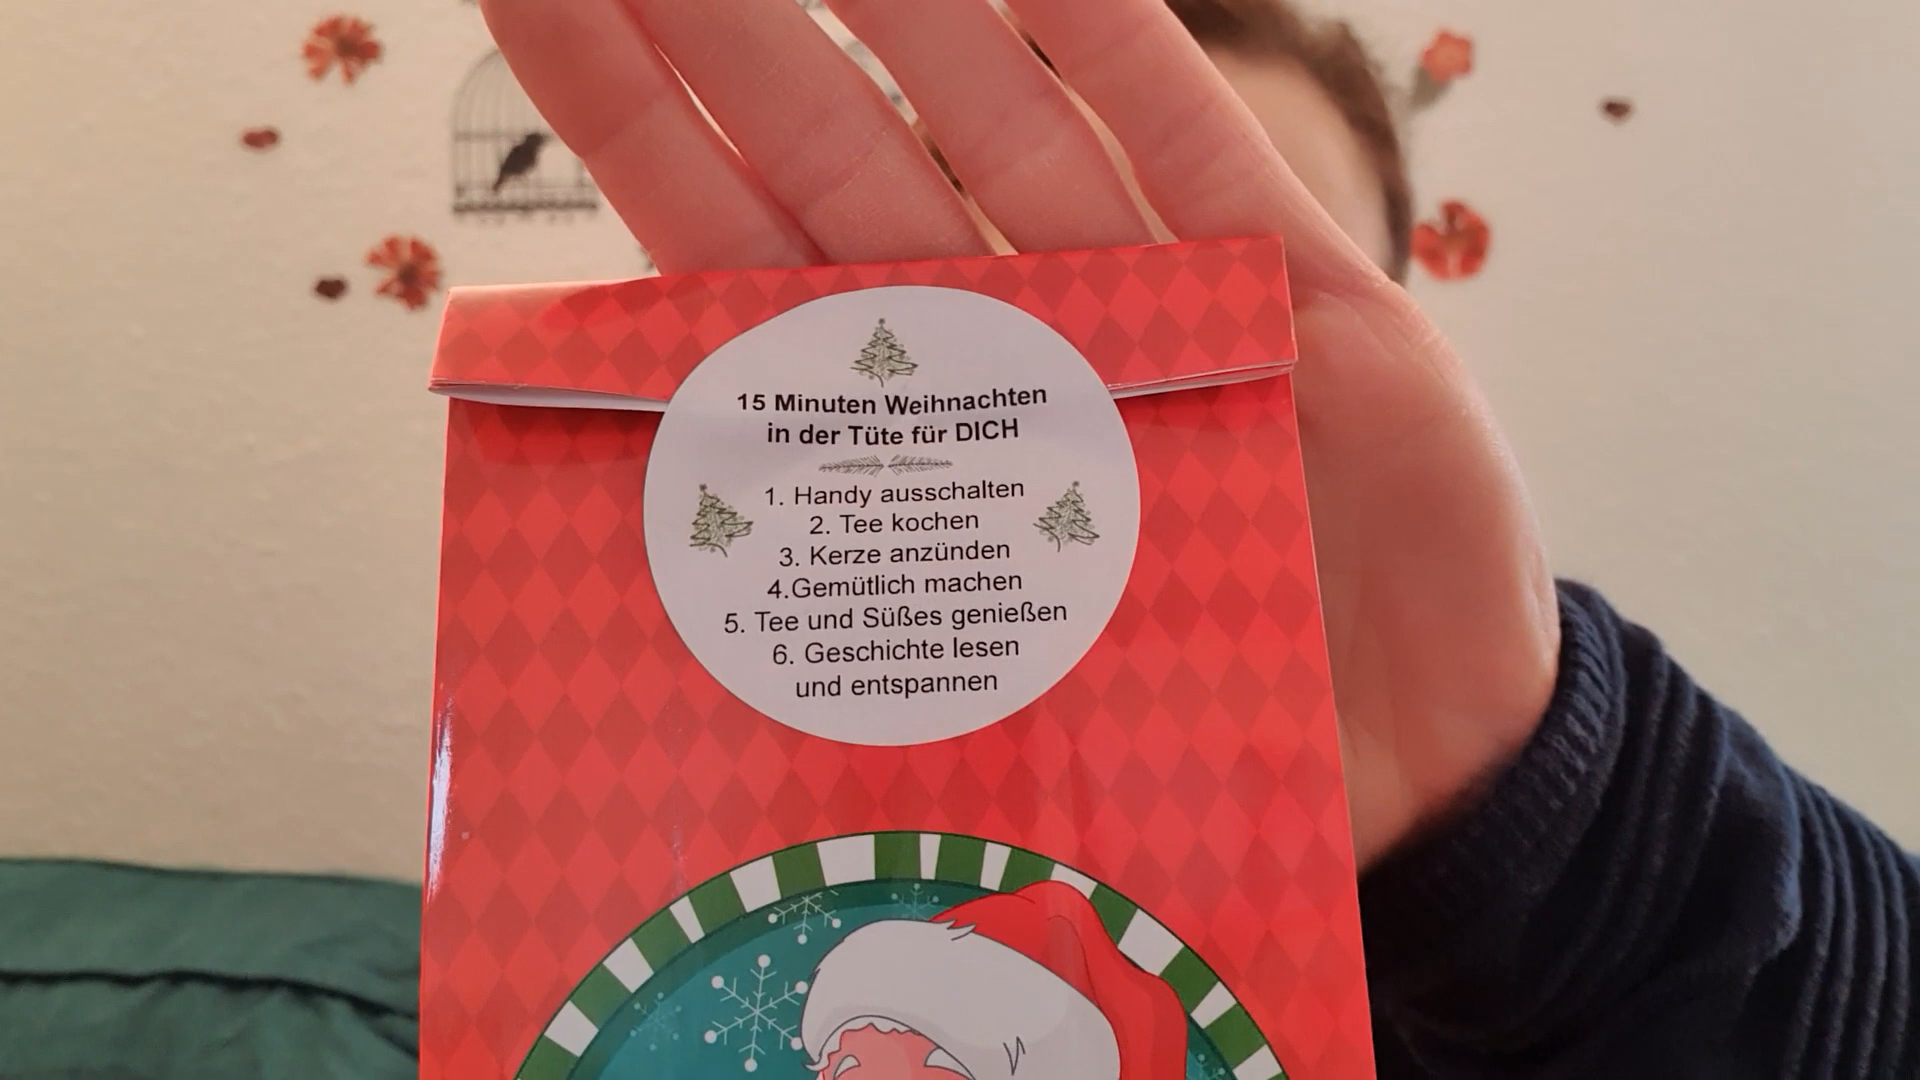 15 Minuten Weihnachten
in der Tüte für DICH
1. Handy ausschalten
2. Tee kochen
3. Kerze anzünden
4.Gemütlich machen
5. Tee und Süßes genießen
6. Geschichte lesen
und entspannen